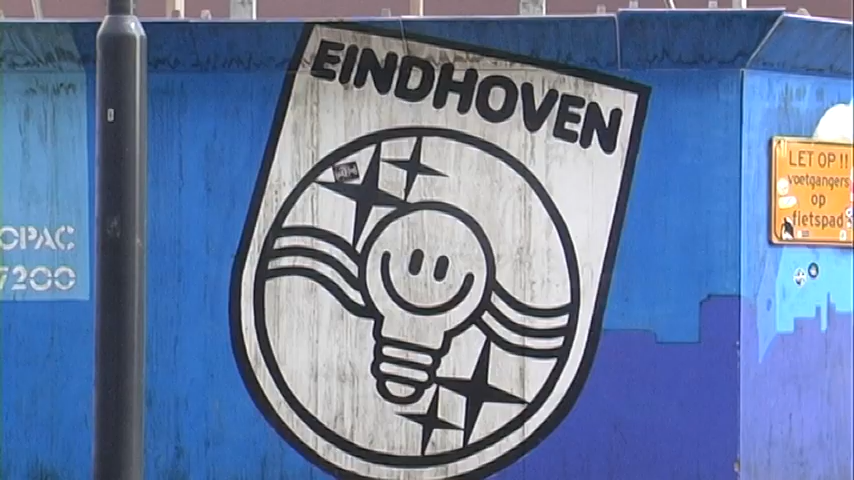 EINDHOVEN
OPAC
7200
LET OP !!
voetgangers
op
fietspad